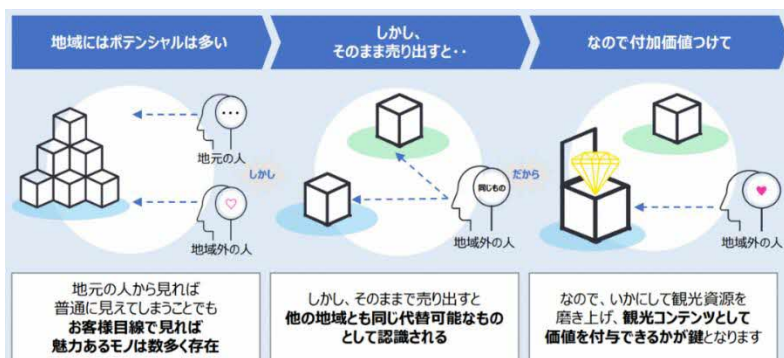 地域にはポテンシャルは多い
しかし、
そのまま売り出すと・・
なので付加価値つけて
・・・
地元の人
地域外の人
しかし
同じもの
地域外の人
だから
地域外の人
地元の人から見れば
普通に見えてしまうことでも
お客様目線で見れば
魅力あるモノは数多く存在
しかし、そのままで売り出すと
他の地域とも同じ代替可能なもの
として認識される
なので、いかにして観光資源を
磨き上げ、観光コンテンツとして
価値を付与できるかが鍵となります